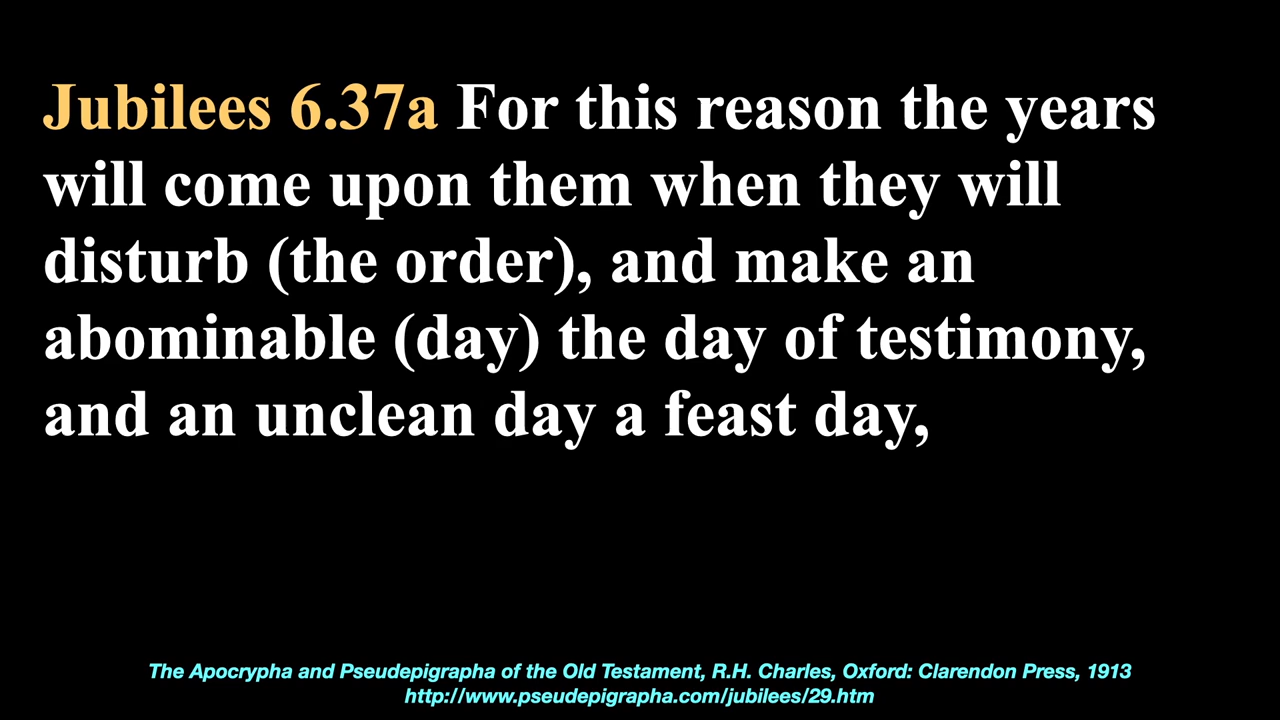 Jubilees 6.37a For this reason the years
will come upon them when they will
disturb (the order), and make an
abominable (day) the day of testimony,
and an unclean day a feast day,
The Apocrypha and Pseudepigrapha of the Old Testament, R.H. Charles, Oxford: Clarendon Press, 1913
http://www.pseudepigrapha.com/jubilees/29.htm